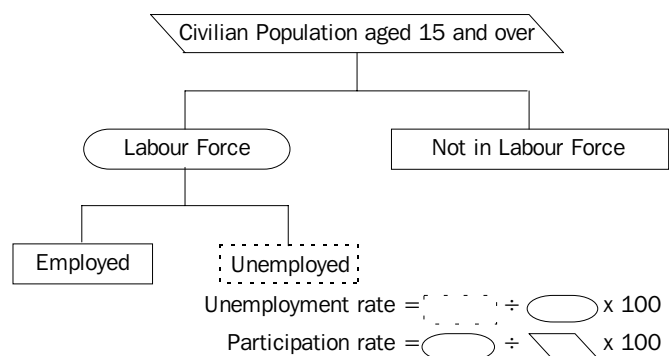 Civilian Population aged 15 and over
Labour Force
Not in Labour Force
Employed
Unemployed
Unemployment rate = ÷ x 100
Participation rate = ÷ x 100